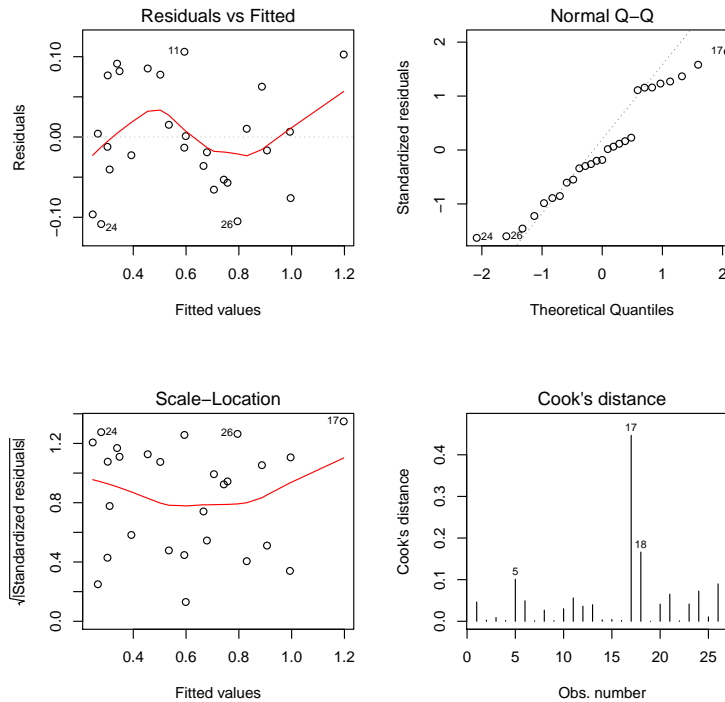 Residuals vs Fitted
Residuals
0.10
0.00
−0.10
11
24
26
0.4 0.6 0.8 1.0 1.2
Fitted values
Normal Q−Q
Standardized residuals
2
1
0
−1
17
24
26
−2 −1 0 1 2
Theoretical Quantiles
Scale−Location
√|Standardized residuals|
1.2
0.8
0.4
0.0
24
26
17
0.4 0.6 0.8 1.0 1.2
Fitted values
Cook's distance
Cook's distance
0.4
0.3
0.2
0.1
0.0
17
18
5
0 5 10 15 20 25
Obs. number